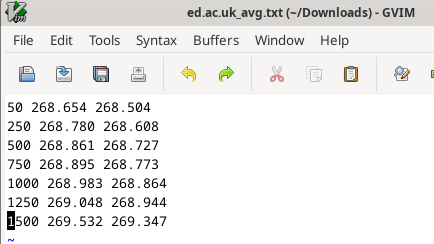 ed.ac.uk_avg.txt (~/Downloads) - GVIM
File Edit Tools Syntax Buffers Window Help
50 268.654 268.504
250 268.780 268.608
500 268.861 268.727
750 268.895 268.773
1000 268.983 268.864
1250 269.048 268.944
1500 269.532 269.347
~